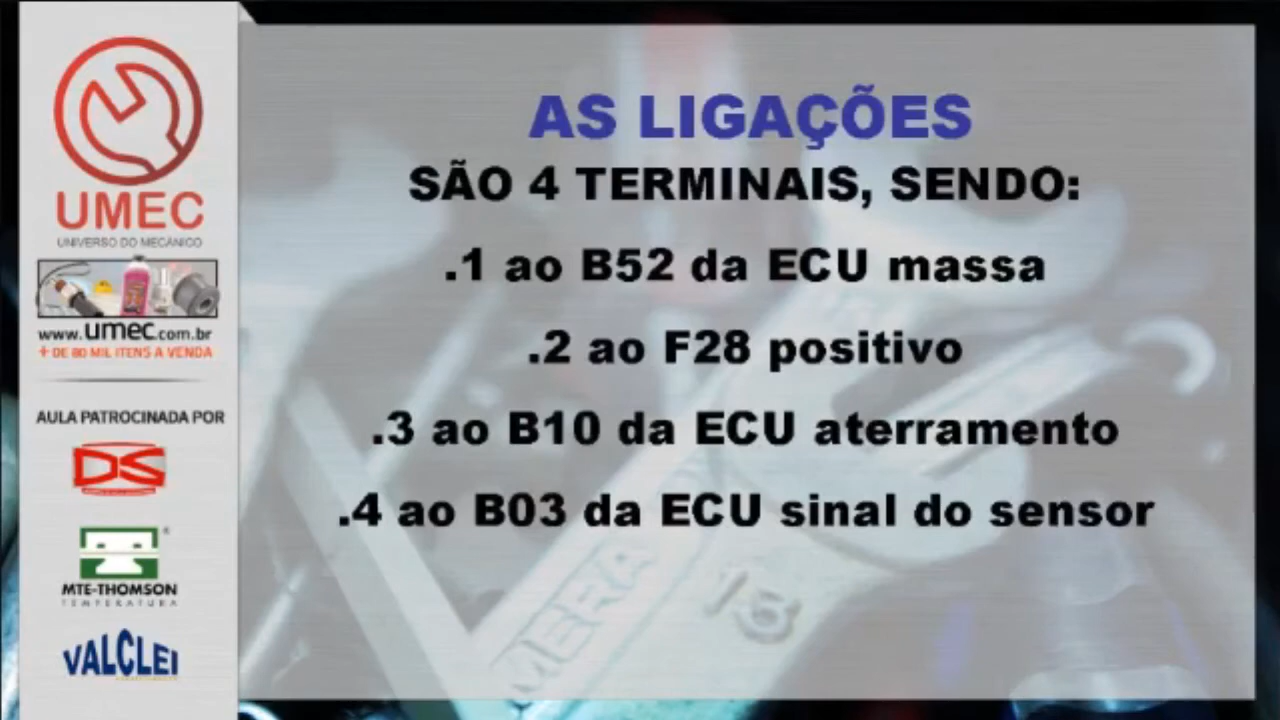 UMEC
UNIVERSO DO MECÂNICO
www.umec.com.br
+ DE 80 MIL ITENS A VENDA
AULA PATROCINADA POR
DS
MTE-THOMSON
TEMPERATURA
VALCLEI
AS LIGAÇÕES
SÃO 4 TERMINAIS, SENDO:
.1 ao B52 da ECU massa
.2 ao F28 positivo
.3 ao B10 da ECU aterramento
.4 ao B03 da ECU sinal do sensor
MERA
18